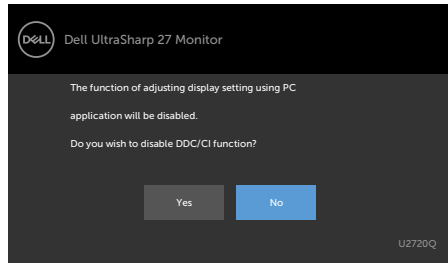 DELL
Dell UltraSharp 27 Monitor
The function of adjusting display setting using PC
application will be disabled.
Do you wish to disable DDC/CI function?
Yes
No
U2720Q